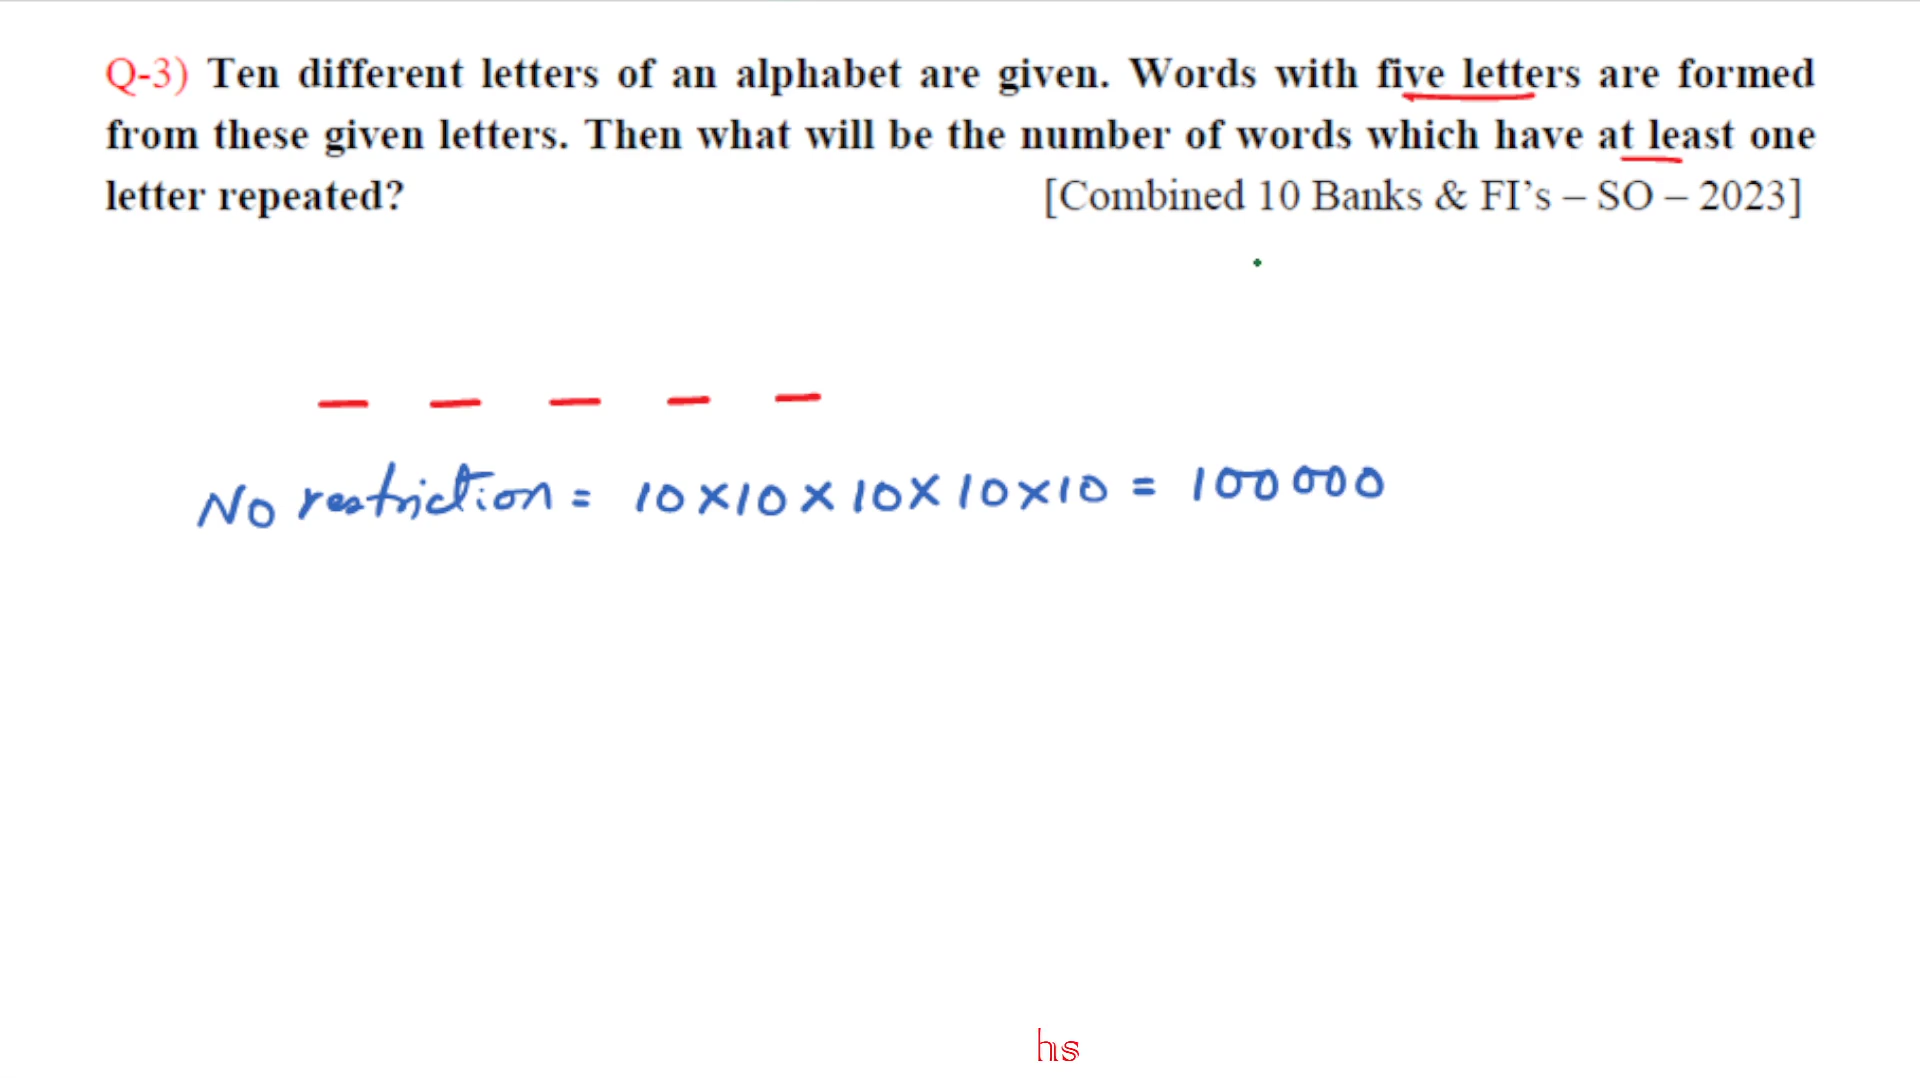 Q-3) Ten different letters of an alphabet are given. Words with five letters are formed
from these given letters. Then what will be the number of words which have at least one
letter repeated? [Combined 10 Banks & FI’s – SO – 2023]
No restriction = 10×10×10×10×10 = 100000
hs